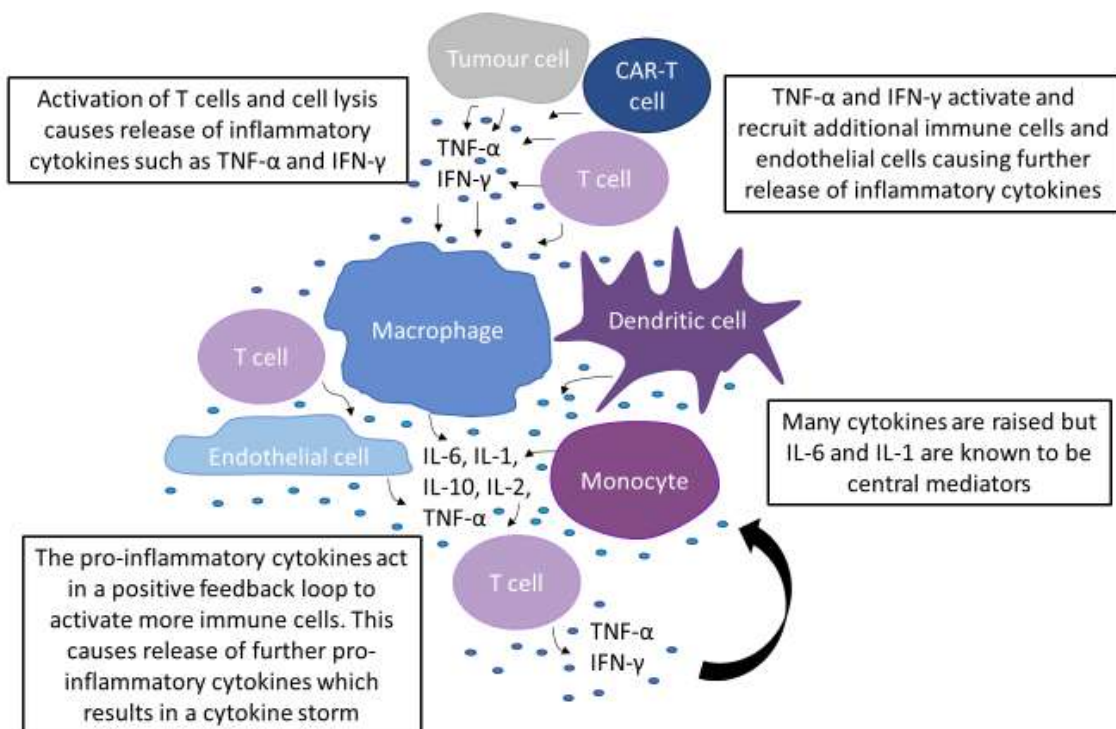 Tumour cell
CAR-T
cell
Activation of T cells and cell lysis
causes release of inflammatory
cytokines such as TNF-α and IFN-γ
TNF-α and IFN-γ activate and
recruit additional immune cells and
endothelial cells causing further
release of inflammatory cytokines
TNF-α
IFN-γ
T cell
Macrophage
Dendritic cell
T cell
Endothelial cell
IL-6, IL-1,
IL-10, IL-2,
TNF-α
Monocyte
Many cytokines are raised but
IL-6 and IL-1 are known to be
central mediators
The pro-inflammatory cytokines act
in a positive feedback loop to
activate more immune cells. This
causes release of further pro-
inflammatory cytokines which
results in a cytokine storm
T cell
TNF-α
IFN-γ